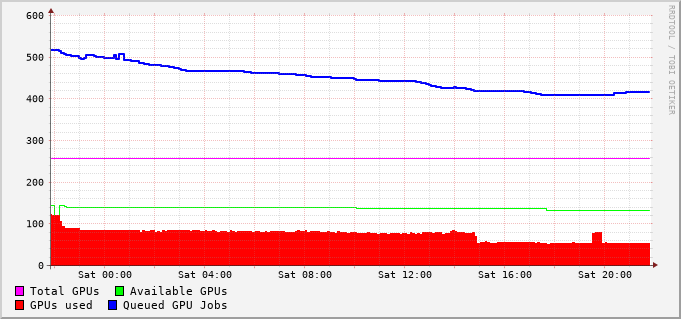 600
500
400
300
200
100
0
Sat 00:00 Sat 04:00 Sat 08:00 Sat 12:00 Sat 16:00 Sat 20:00
Total GPUs Available GPUs
GPUs used Queued GPU Jobs
RRDTOOL / TOBI OETIKER